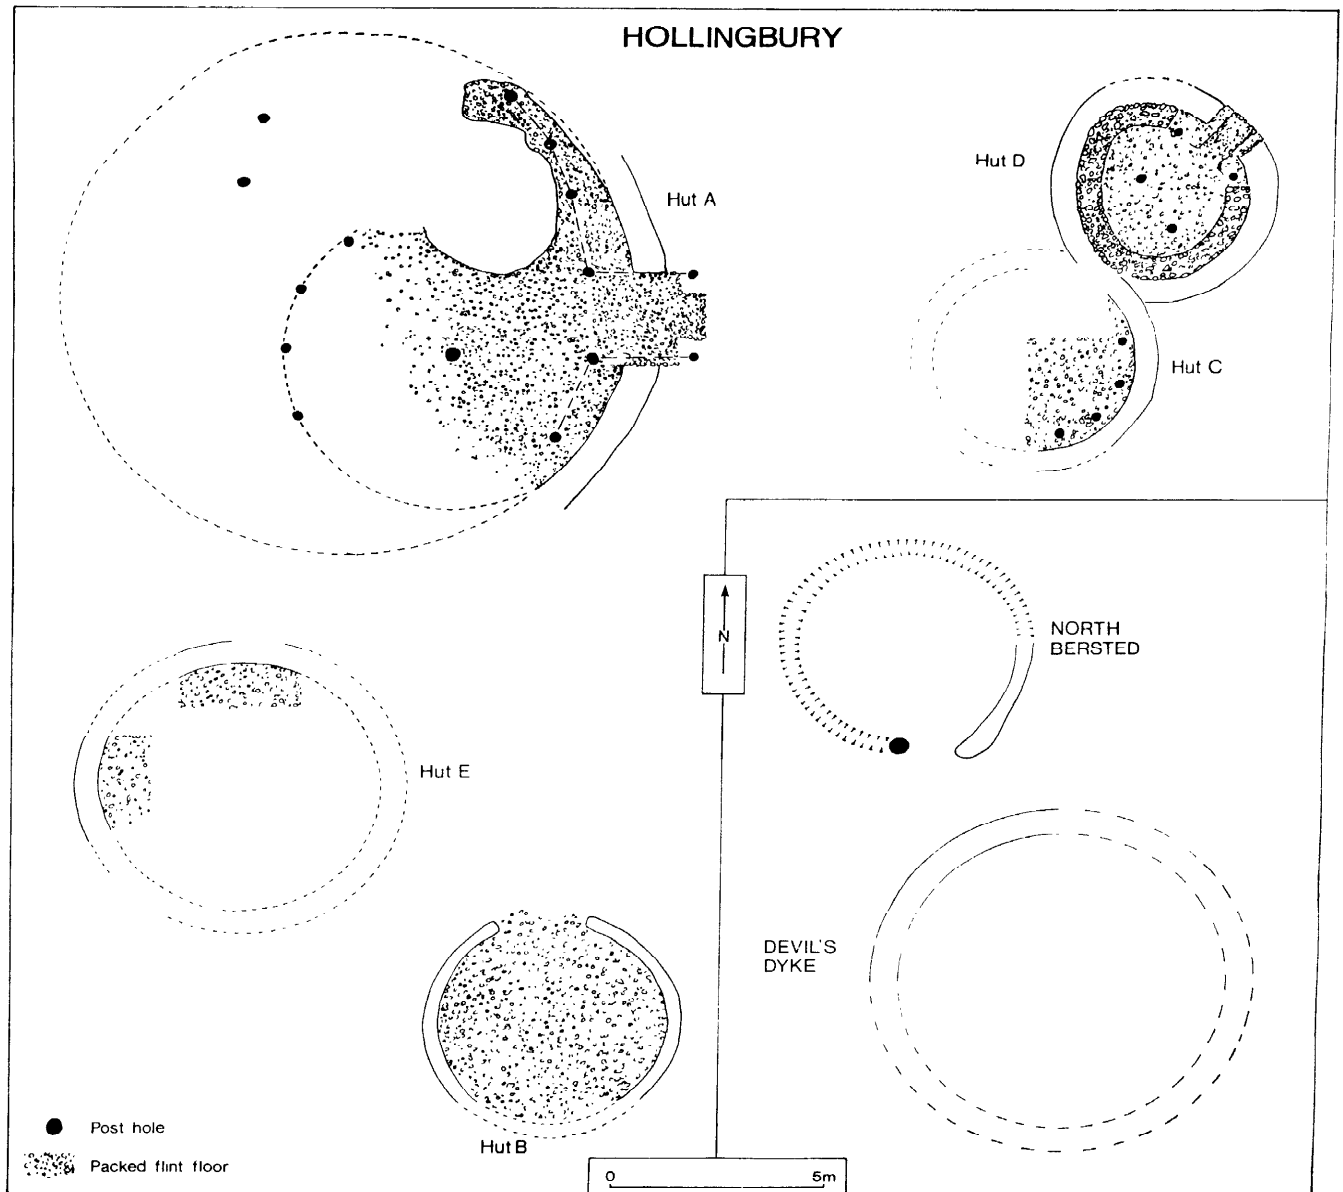 HOLLINGBURY
Hut A
Hut D
Hut C
N
NORTH
BERSTED
Hut E
DEVIL'S
DYKE
Hut B
Post hole
Packed flint floor
0 5m